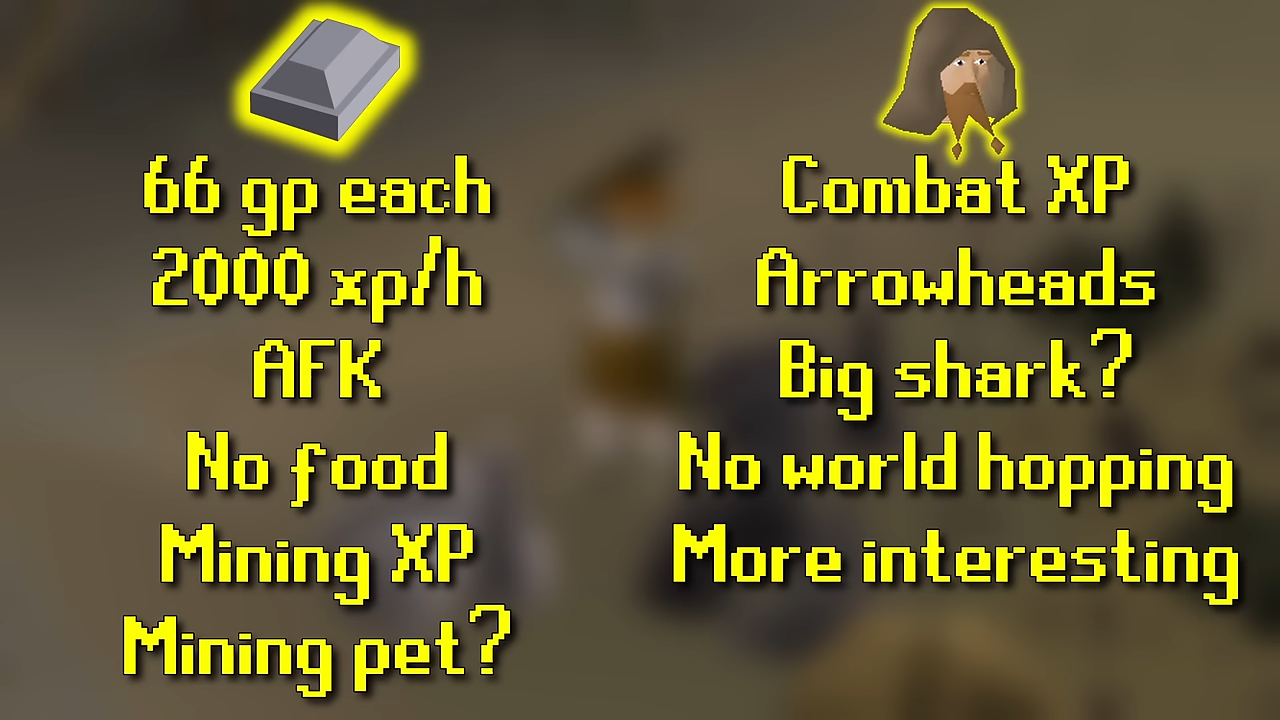 66 gp each
2000 xp/h
AFK
No food
Mining XP
Mining pet?
Combat XP
Arrowheads
Big shark?
No world hopping
More interesting